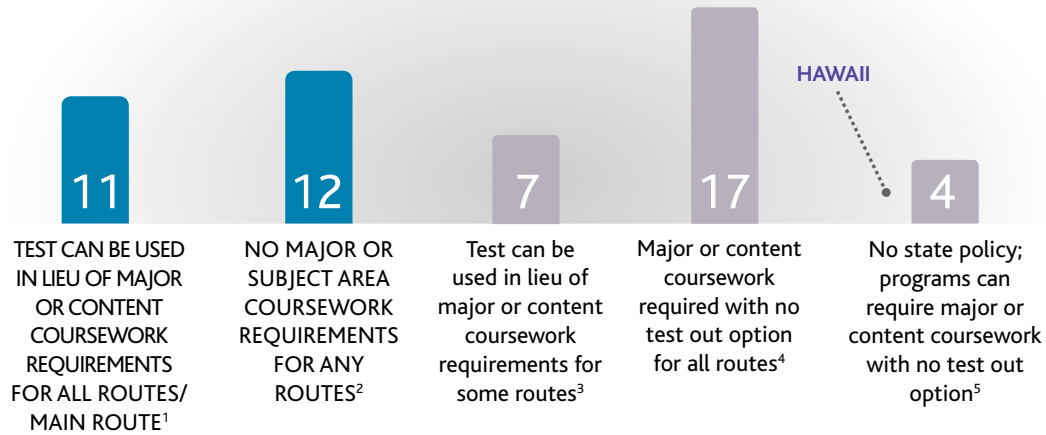 HAWAII
11
12
7
17
4
TEST CAN BE USED
IN LIEU OF MAJOR
OR CONTENT
COURSEWORK
REQUIREMENTS
FOR ALL ROUTES/
MAIN ROUTE¹
NO MAJOR OR
SUBJECT AREA
COURSEWORK
REQUIREMENTS
FOR ANY
ROUTES²
Test can be
used in lieu of
major or content
coursework
requirements for
some routes³
Major or content
coursework
required with no
test out option
for all routes⁴
No state policy;
programs can
require major or
content coursework
with no test out
option⁵